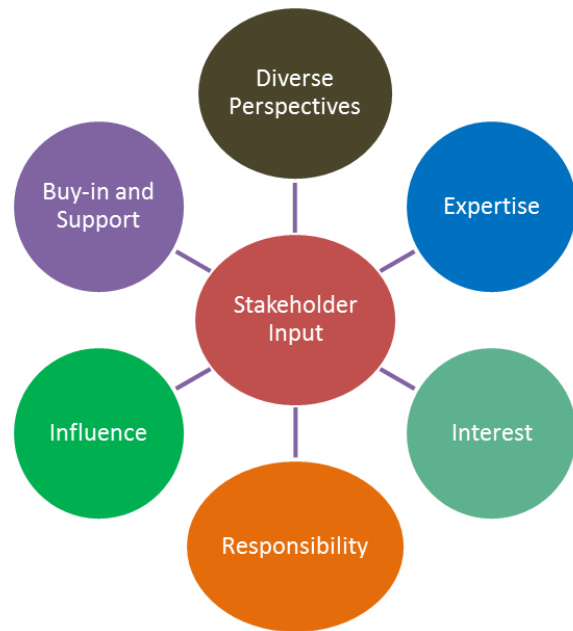 Diverse
Perspectives
Buy-in and
Support
Expertise
Stakeholder
Input
Influence
Interest
Responsibility